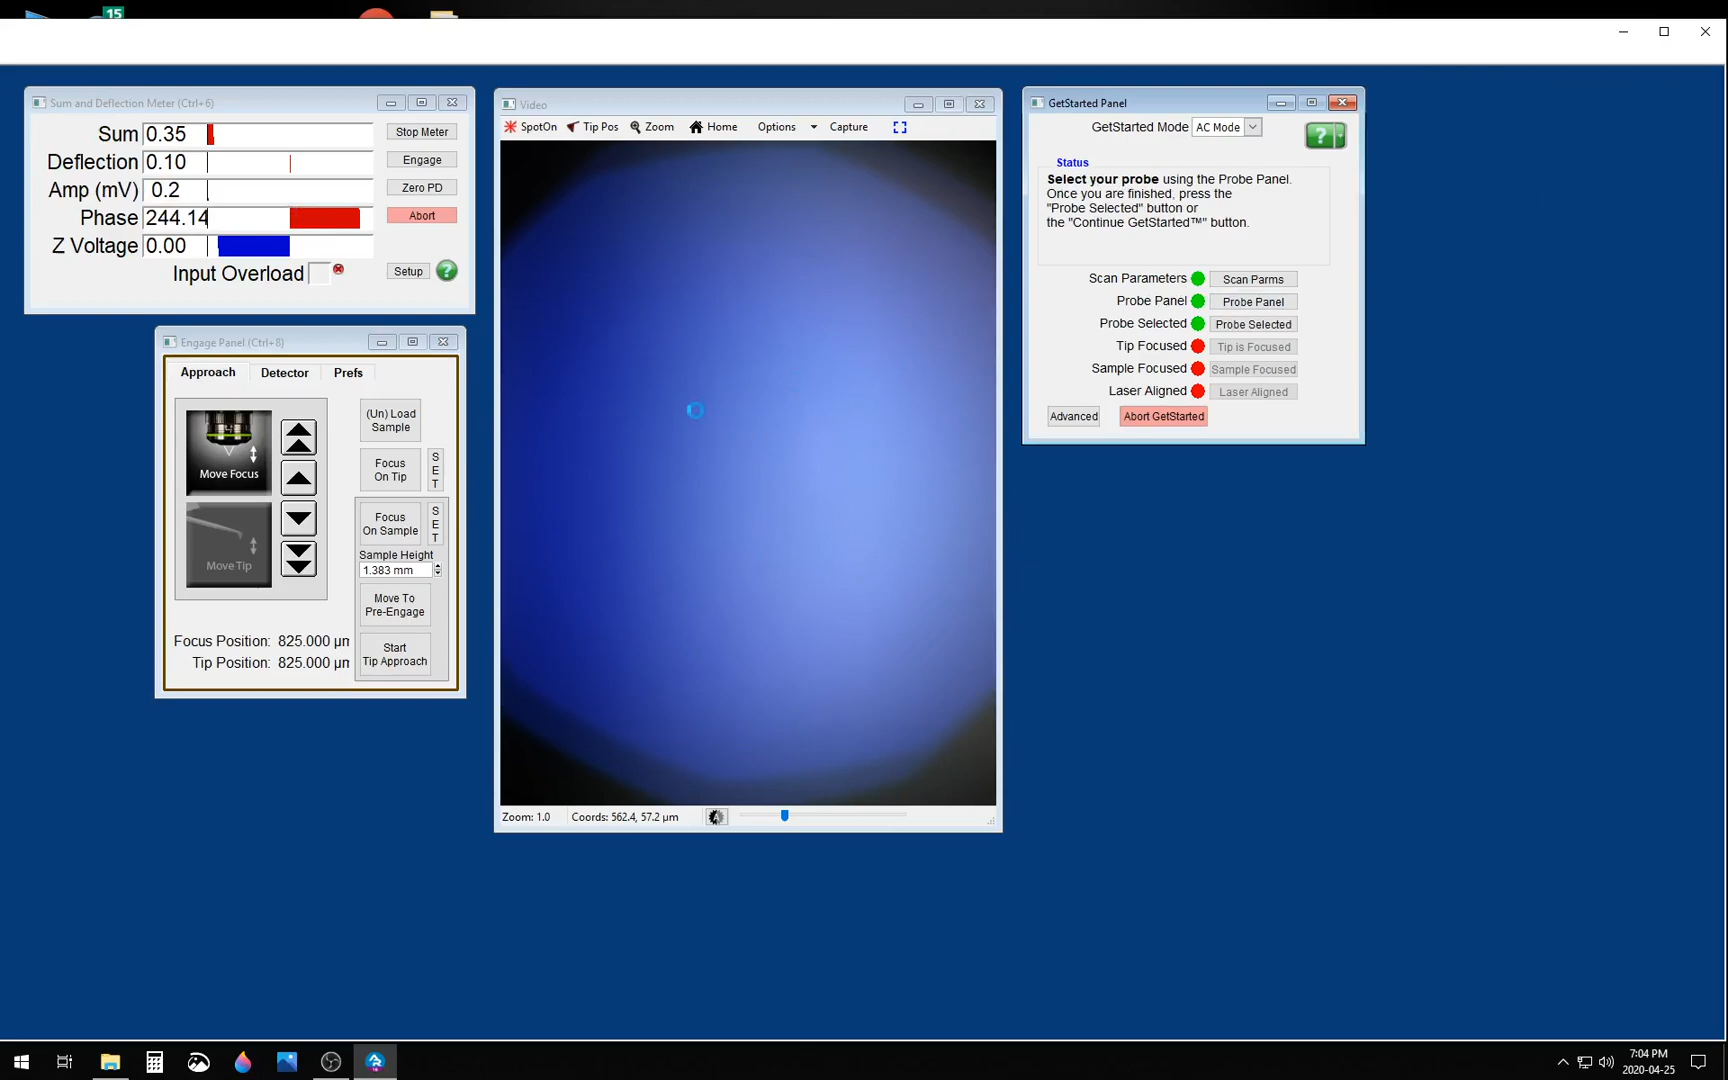 15
Sum and Deflection Meter (Ctrl+6)
Sum 0.35 Stop Meter
Deflection 0.10 Engage
Amp (mV) 0.2 Zero PD
Phase 244.14 Abort
Z Voltage 0.00
Input Overload Setup ?
Engage Panel (Ctrl+8)
Approach Detector Prefs
Move Focus
Move Tip
(Un) Load
Sample
Focus
On Tip
S
E
T
Focus
On Sample
S
E
T
Sample Height
1.383 mm
Move To
Pre-Engage
Start
Tip Approach
Focus Position: 825.000 µm
Tip Position: 825.000 µm
Video
SpotOn Tip Pos Zoom Home Options Capture
Zoom: 1.0 Coords: 562.4, 57.2 µm
GetStarted Panel
GetStarted Mode AC Mode ?
Status
Select your probe using the Probe Panel.
Once you are finished, press the
"Probe Selected" button or
the "Continue GetStarted™" button.
Scan Parameters Scan Parms
Probe Panel Probe Panel
Probe Selected Probe Selected
Tip Focused Tip is Focused
Sample Focused Sample Focused
Laser Aligned Laser Aligned
Advanced Abort GetStarted
7:04 PM
2020-04-25